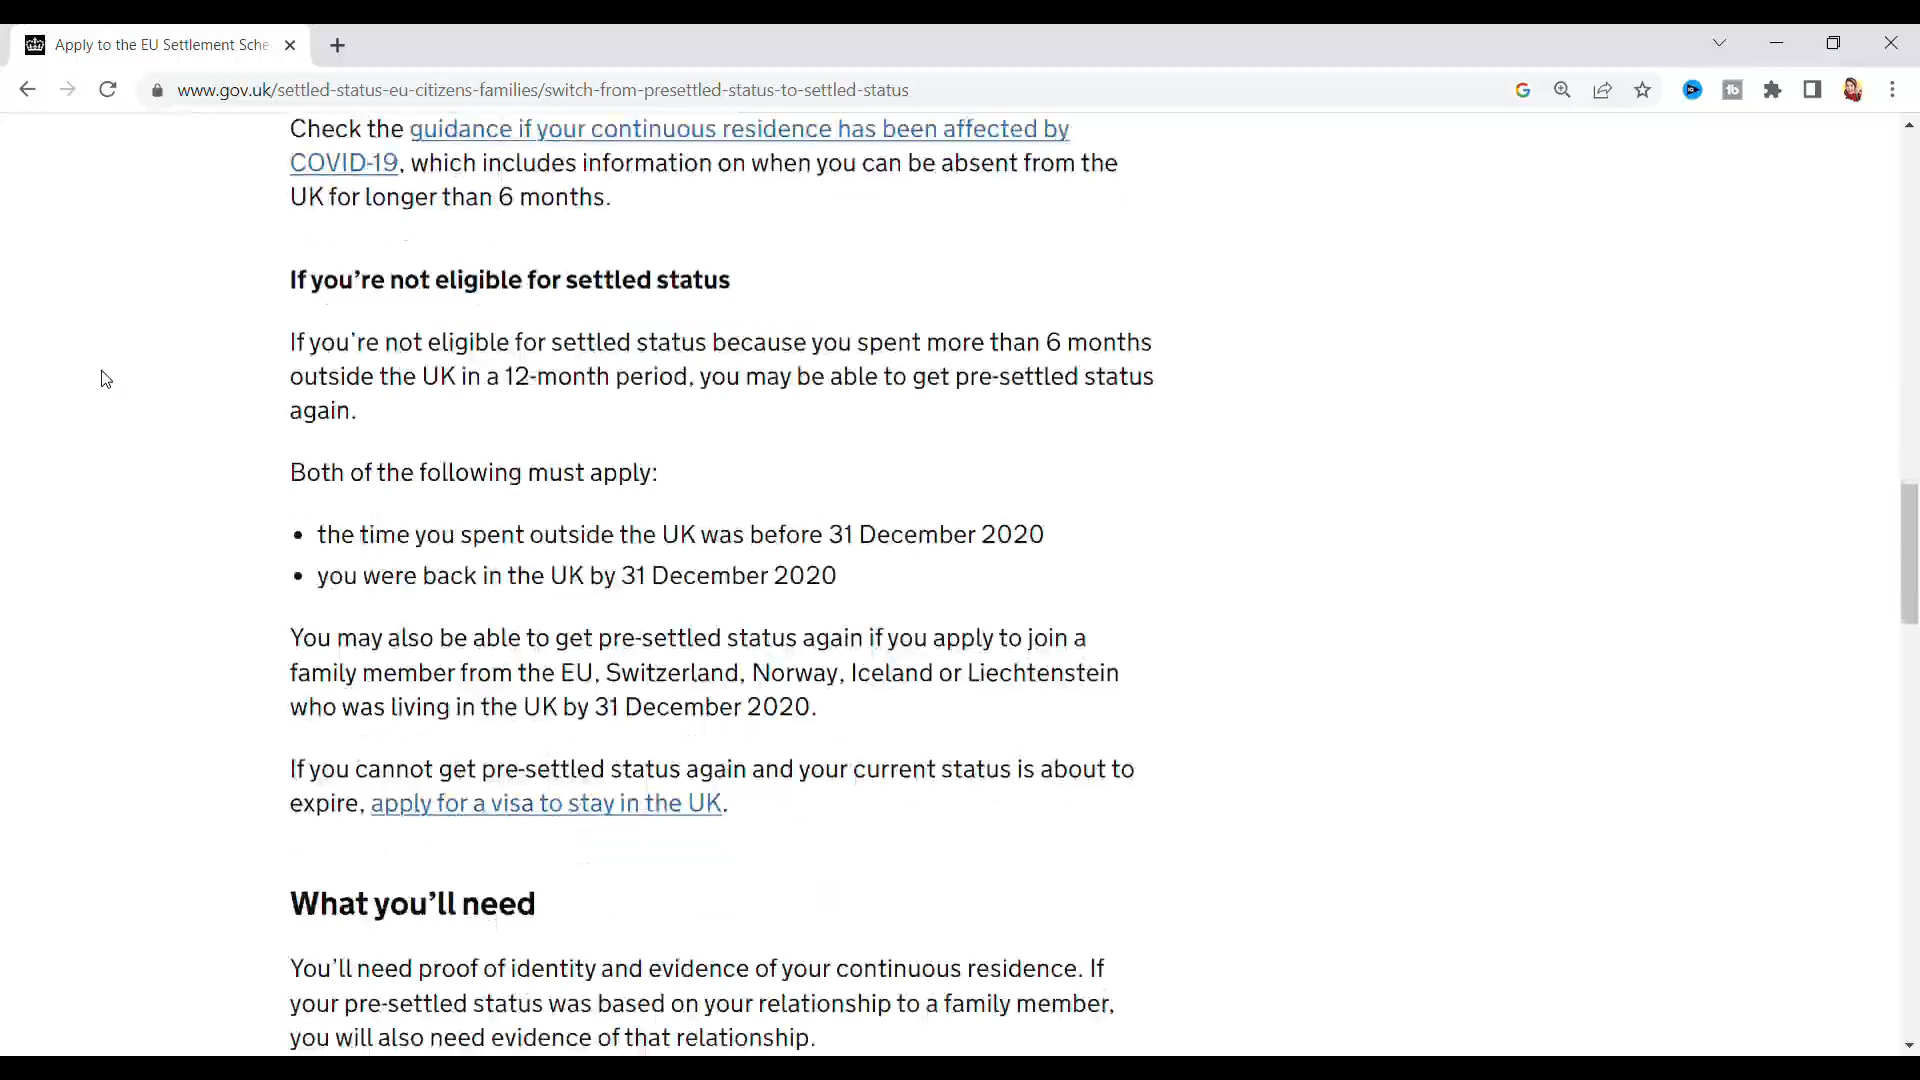 Apply to the EU Settlement Sche
www.gov.uk/settled-status-eu-citizens-families/switch-from-presettled-status-to-settled-status
Check the guidance if your continuous residence has been affected by
COVID-19, which includes information on when you can be absent from the
UK for longer than 6 months.
If you’re not eligible for settled status
If you’re not eligible for settled status because you spent more than 6 months
outside the UK in a 12-month period, you may be able to get pre-settled status
again.
Both of the following must apply:
• the time you spent outside the UK was before 31 December 2020
• you were back in the UK by 31 December 2020
You may also be able to get pre-settled status again if you apply to join a
family member from the EU, Switzerland, Norway, Iceland or Liechtenstein
who was living in the UK by 31 December 2020.
If you cannot get pre-settled status again and your current status is about to
expire, apply for a visa to stay in the UK.
What you’ll need
You’ll need proof of identity and evidence of your continuous residence. If
your pre-settled status was based on your relationship to a family member,
you will also need evidence of that relationship.